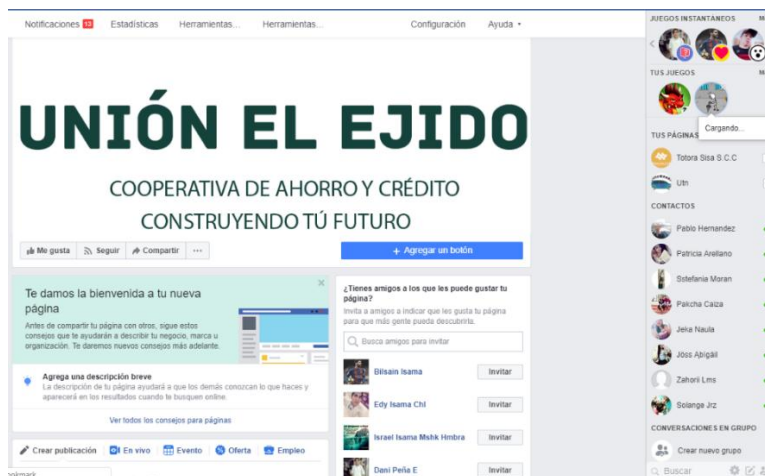 Notificaciones 12 Estadísticas Herramientas... Herramientas... Configuración Ayuda
UNIÓN EL EJIDO
COOPERATIVA DE AHORRO Y CRÉDITO
CONSTRUYENDO TÚ FUTURO
Me gusta Seguir Compartir ...
+ Agregar un botón
Te damos la bienvenida a tu nueva
página
Antes de compartir tu página con otros, sigue estos
consejos que te ayudarán a describir tu negocio, marca u
organización. Te daremos nuevos consejos más adelante.
Agrega una descripción breve
La descripción de tu página ayudará a que los demás conozcan lo que haces y
aparecerá en los resultados cuando te busquen online.
Ver todos los consejos para páginas
Crear publicación En vivo Evento Oferta Empleo
¿Tienes amigos a los que les puede gustar tu
página?
Invita a amigos a indicar que les gusta tu página
para que más gente pueda descubrirla.
Busca amigos para invitar
Bilsain Isama Invitar
Edy Isama Chl Invitar
Israel Isama Mshk Hmbra Invitar
Dani Peña E Invitar
JUEGOS INSTANTÁNEOS
TUS JUEGOS
Cargando...
TUS PÁGINAS
Totora Sisa S.C.C
Utn
CONTACTOS
Pablo Hernandez
Patricia Arellano
Sstefania Moran
Pakcha Caiza
Jeka Naula
Joss Abigáil
Zahorii Lms
Solange Jrz
CONVERSACIONES EN GRUPO
Crear nuevo grupo
Buscar